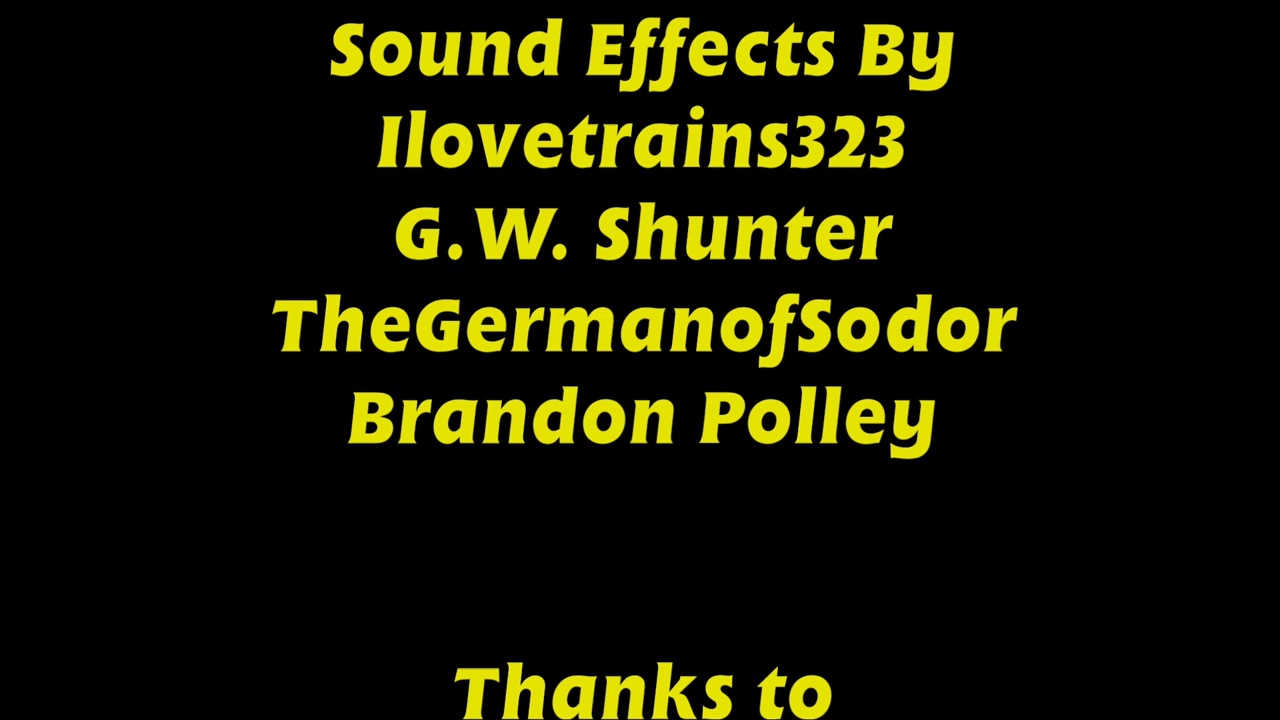 Sound Effects By
Ilovetrains323
G.W. Shunter
TheGermanofSodor
Brandon Polley
Thanks to